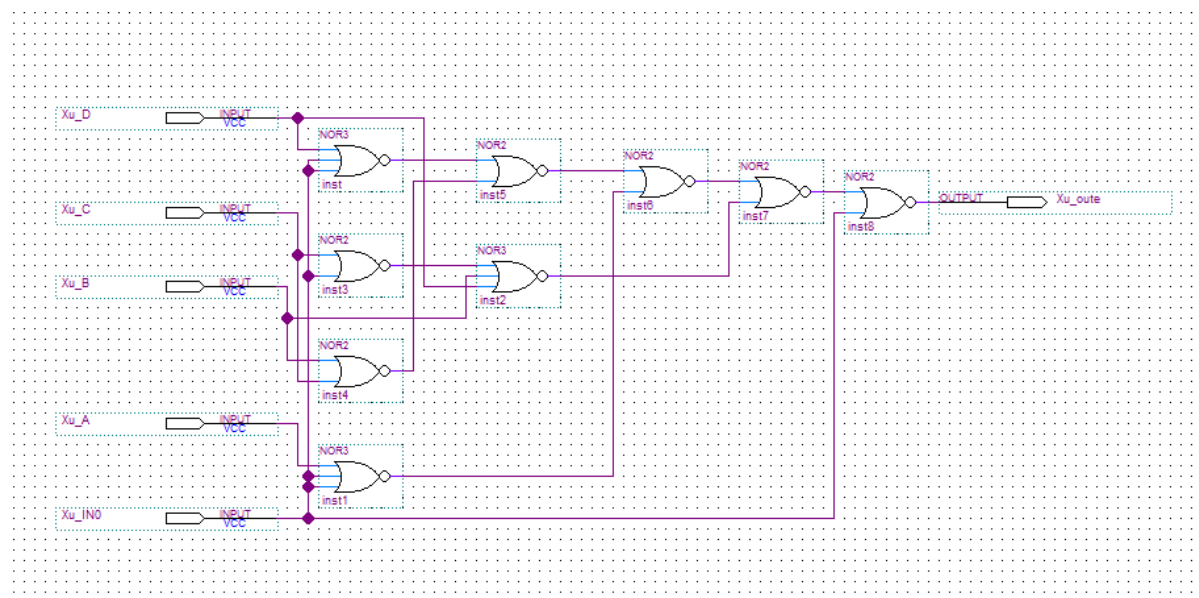 Xu_D
INPUT
VCC
NOR3
inst
NOR2
inst5
NOR2
inst6
NOR2
inst7
NOR2
inst8
OUTPUT
Xu_oute
Xu_C
INPUT
VCC
NOR2
inst3
NOR3
inst2
Xu_B
INPUT
VCC
NOR2
inst4
Xu_A
INPUT
VCC
NOR3
inst1
Xu_IN0
INPUT
VCC